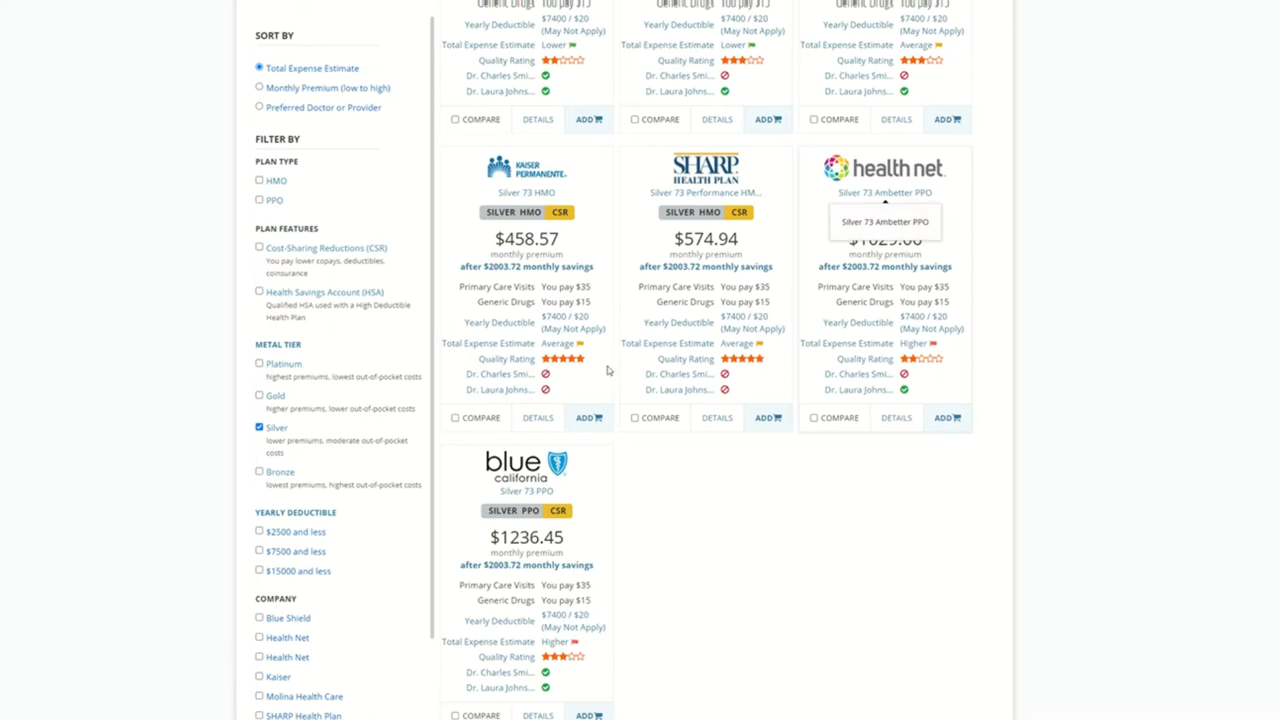 SORT BY
Total Expense Estimate
Monthly Premium (low to high)
Preferred Doctor or Provider
FILTER BY
PLAN TYPE
HMO
PPO
PLAN FEATURES
Cost-Sharing Reductions (CSR)
You pay lower copays, deductibles,
coinsurance
Health Savings Account (HSA)
Qualified HSA used with a High Deductible
Health Plan
METAL TIER
Platinum
highest premiums, lowest out-of-pocket costs
Gold
higher premiums, lower out-of-pocket costs
Silver
lower premiums, moderate out-of-pocket
costs
Bronze
lowest premiums, highest out-of-pocket costs
YEARLY DEDUCTIBLE
$2500 and less
$7500 and less
$15000 and less
COMPANY
Blue Shield
Health Net
Health Net
Kaiser
Molina Health Care
SHARP Health Plan
Generic Drugs You pay $15
Yearly Deductible $7400 / $20
(May Not Apply)
Total Expense Estimate Lower
Quality Rating
Dr. Charles Smi...
Dr. Laura Johns...
COMPARE DETAILS ADD
Generic Drugs You pay $15
Yearly Deductible $7400 / $20
(May Not Apply)
Total Expense Estimate Lower
Quality Rating
Dr. Charles Smi...
Dr. Laura Johns...
COMPARE DETAILS ADD
Generic Drugs You pay $15
Yearly Deductible $7400 / $20
(May Not Apply)
Total Expense Estimate Average
Quality Rating
Dr. Charles Smi...
Dr. Laura Johns...
COMPARE DETAILS ADD
KAISER
PERMANENTE.
Silver 73 HMO
SILVER HMO CSR
$458.57
monthly premium
after $2003.72 monthly savings
Primary Care Visits You pay $35
Generic Drugs You pay $15
Yearly Deductible $7400 / $20
(May Not Apply)
Total Expense Estimate Average
Quality Rating
Dr. Charles Smi...
Dr. Laura Johns...
COMPARE DETAILS ADD
SHARP
HEALTH PLAN
Silver 73 Performance HM...
SILVER HMO CSR
$574.94
monthly premium
after $2003.72 monthly savings
Primary Care Visits You pay $35
Generic Drugs You pay $15
Yearly Deductible $7400 / $20
(May Not Apply)
Total Expense Estimate Average
Quality Rating
Dr. Charles Smi...
Dr. Laura Johns...
COMPARE DETAILS ADD
health net
Silver 73 Ambetter PPO
Silver 73 Ambetter PPO
monthly premium
after $2003.72 monthly savings
Primary Care Visits You pay $35
Generic Drugs You pay $15
Yearly Deductible $7400 / $20
(May Not Apply)
Total Expense Estimate Higher
Quality Rating
Dr. Charles Smi...
Dr. Laura Johns...
COMPARE DETAILS ADD
blue
california
Silver 73 PPO
SILVER PPO CSR
$1236.45
monthly premium
after $2003.72 monthly savings
Primary Care Visits You pay $35
Generic Drugs You pay $15
Yearly Deductible $7400 / $20
(May Not Apply)
Total Expense Estimate Higher
Quality Rating
Dr. Charles Smi...
Dr. Laura Johns...
COMPARE DETAILS ADD